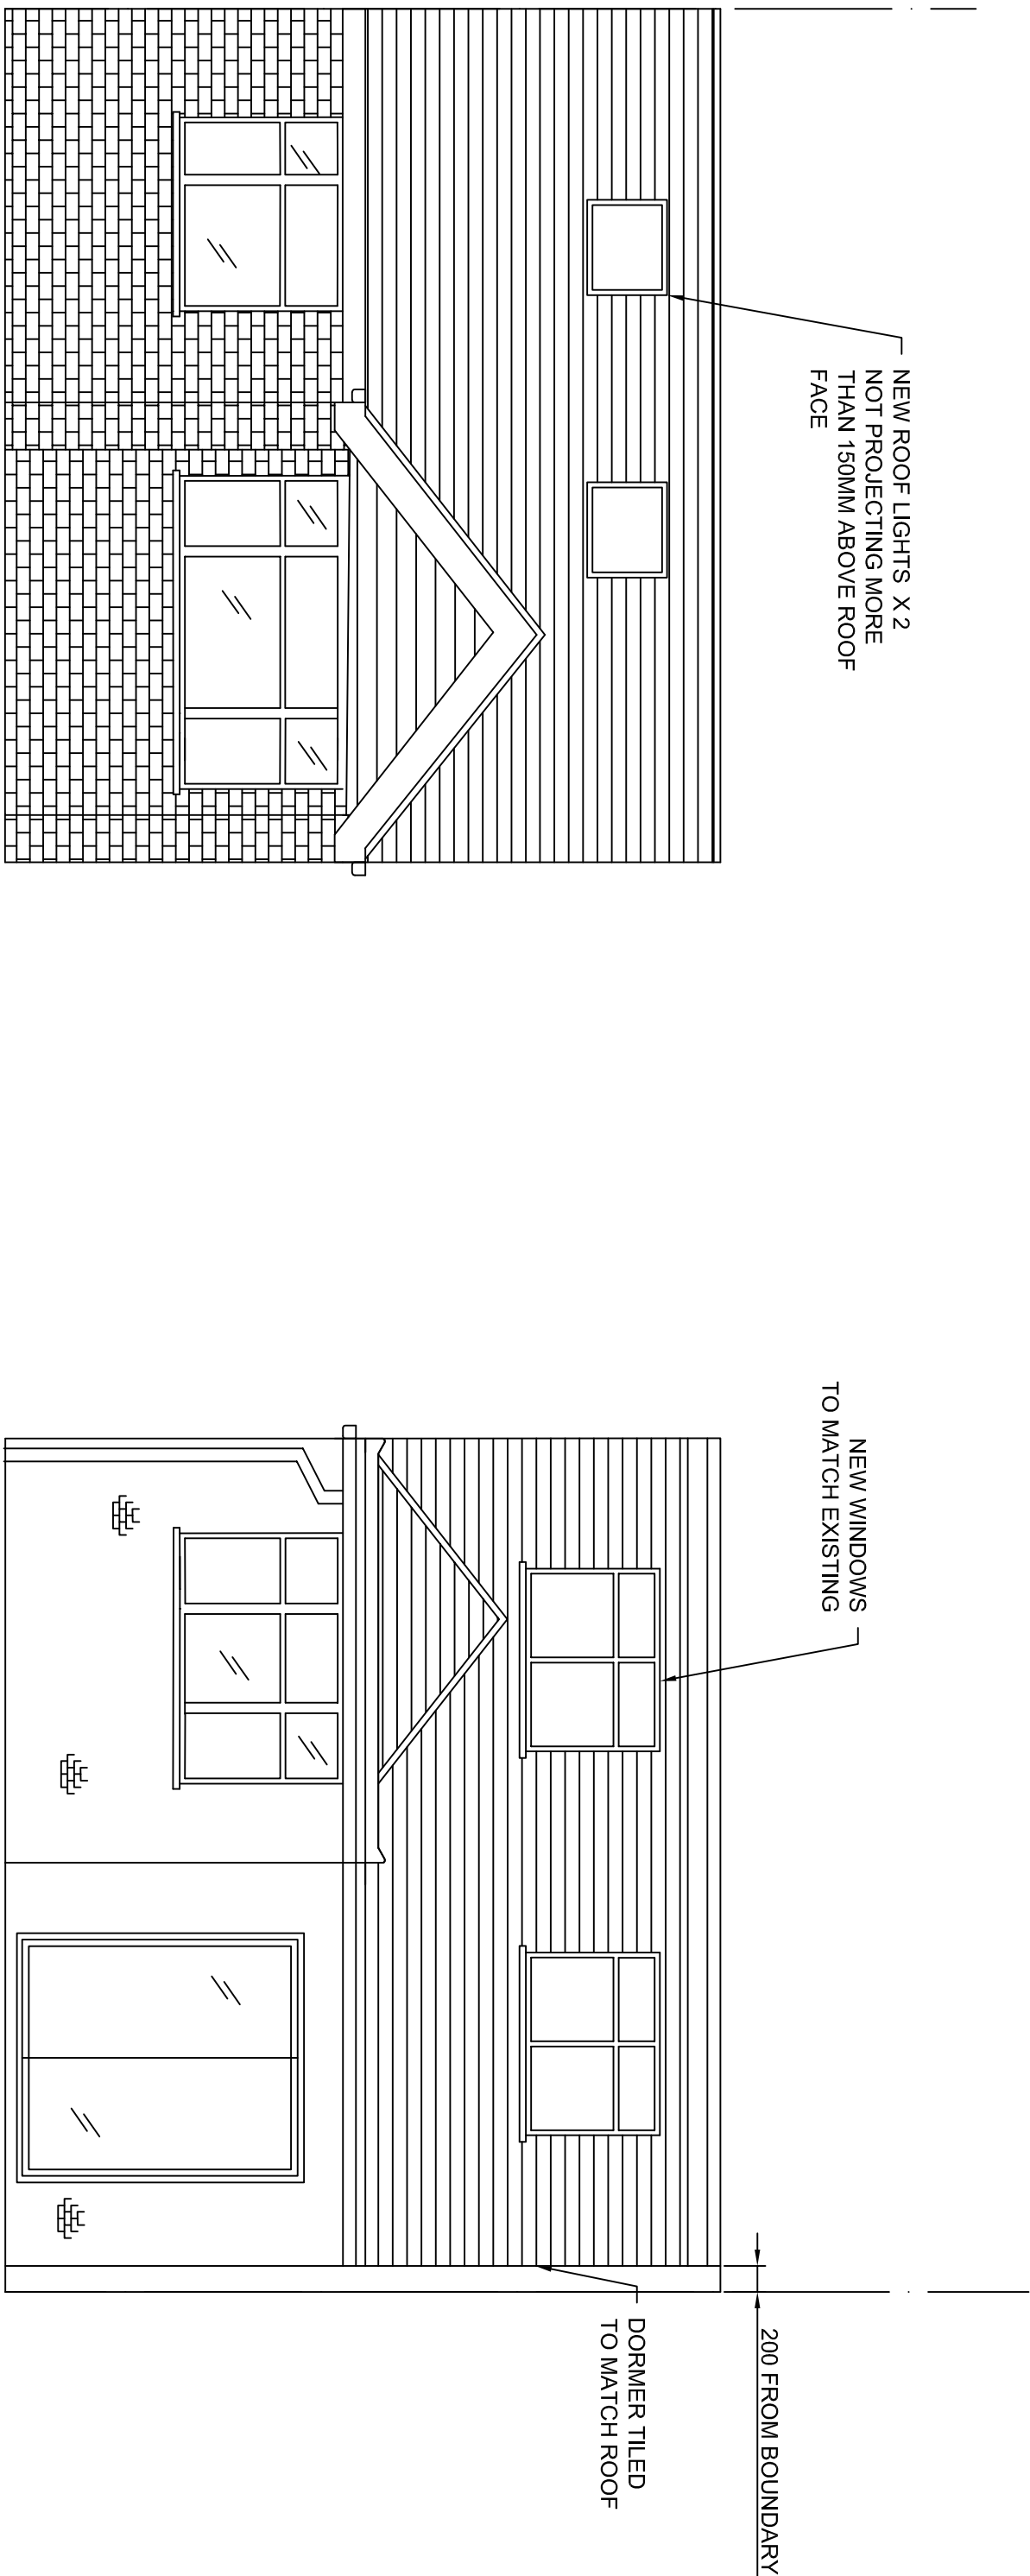 NEW ROOF LIGHTS X 2
NOT PROJECTING MORE
THAN 150MM ABOVE ROOF
FACE
NEW WINDOWS
TO MATCH EXISTING
200 FROM BOUNDARY
DORMER TILED
TO MATCH ROOF